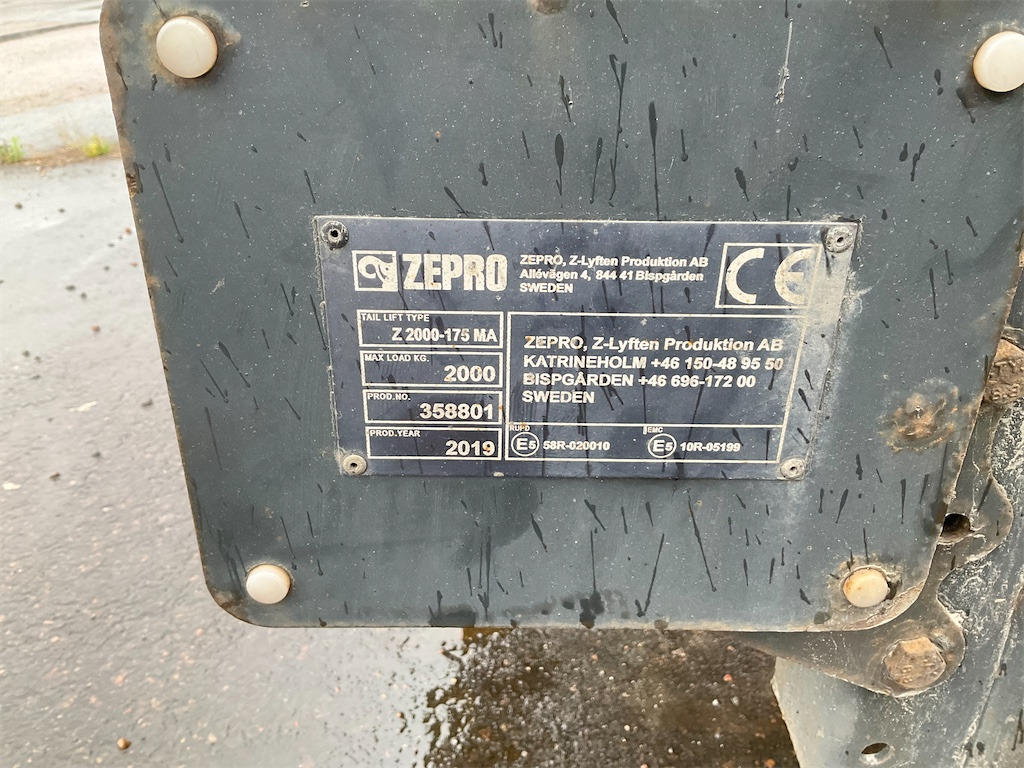 ZEPRO
ZEPRO, Z-Lyften Produktion AB
Allévägen 4, 844 41 Bispgården
SWEDEN
CE
TAIL LIFT TYPE
Z 2000-175 MA
MAX LOAD KG.
2000
PROD.NO.
358801
PROD.YEAR
2019
ZEPRO, Z-Lyften Produktion AB
KATRINEHOLM +46 150-48 95 50
BISPGÅRDEN +46 696-172 00
SWEDEN
RUPD
E5 58R-020010
EMC
E5 10R-05199